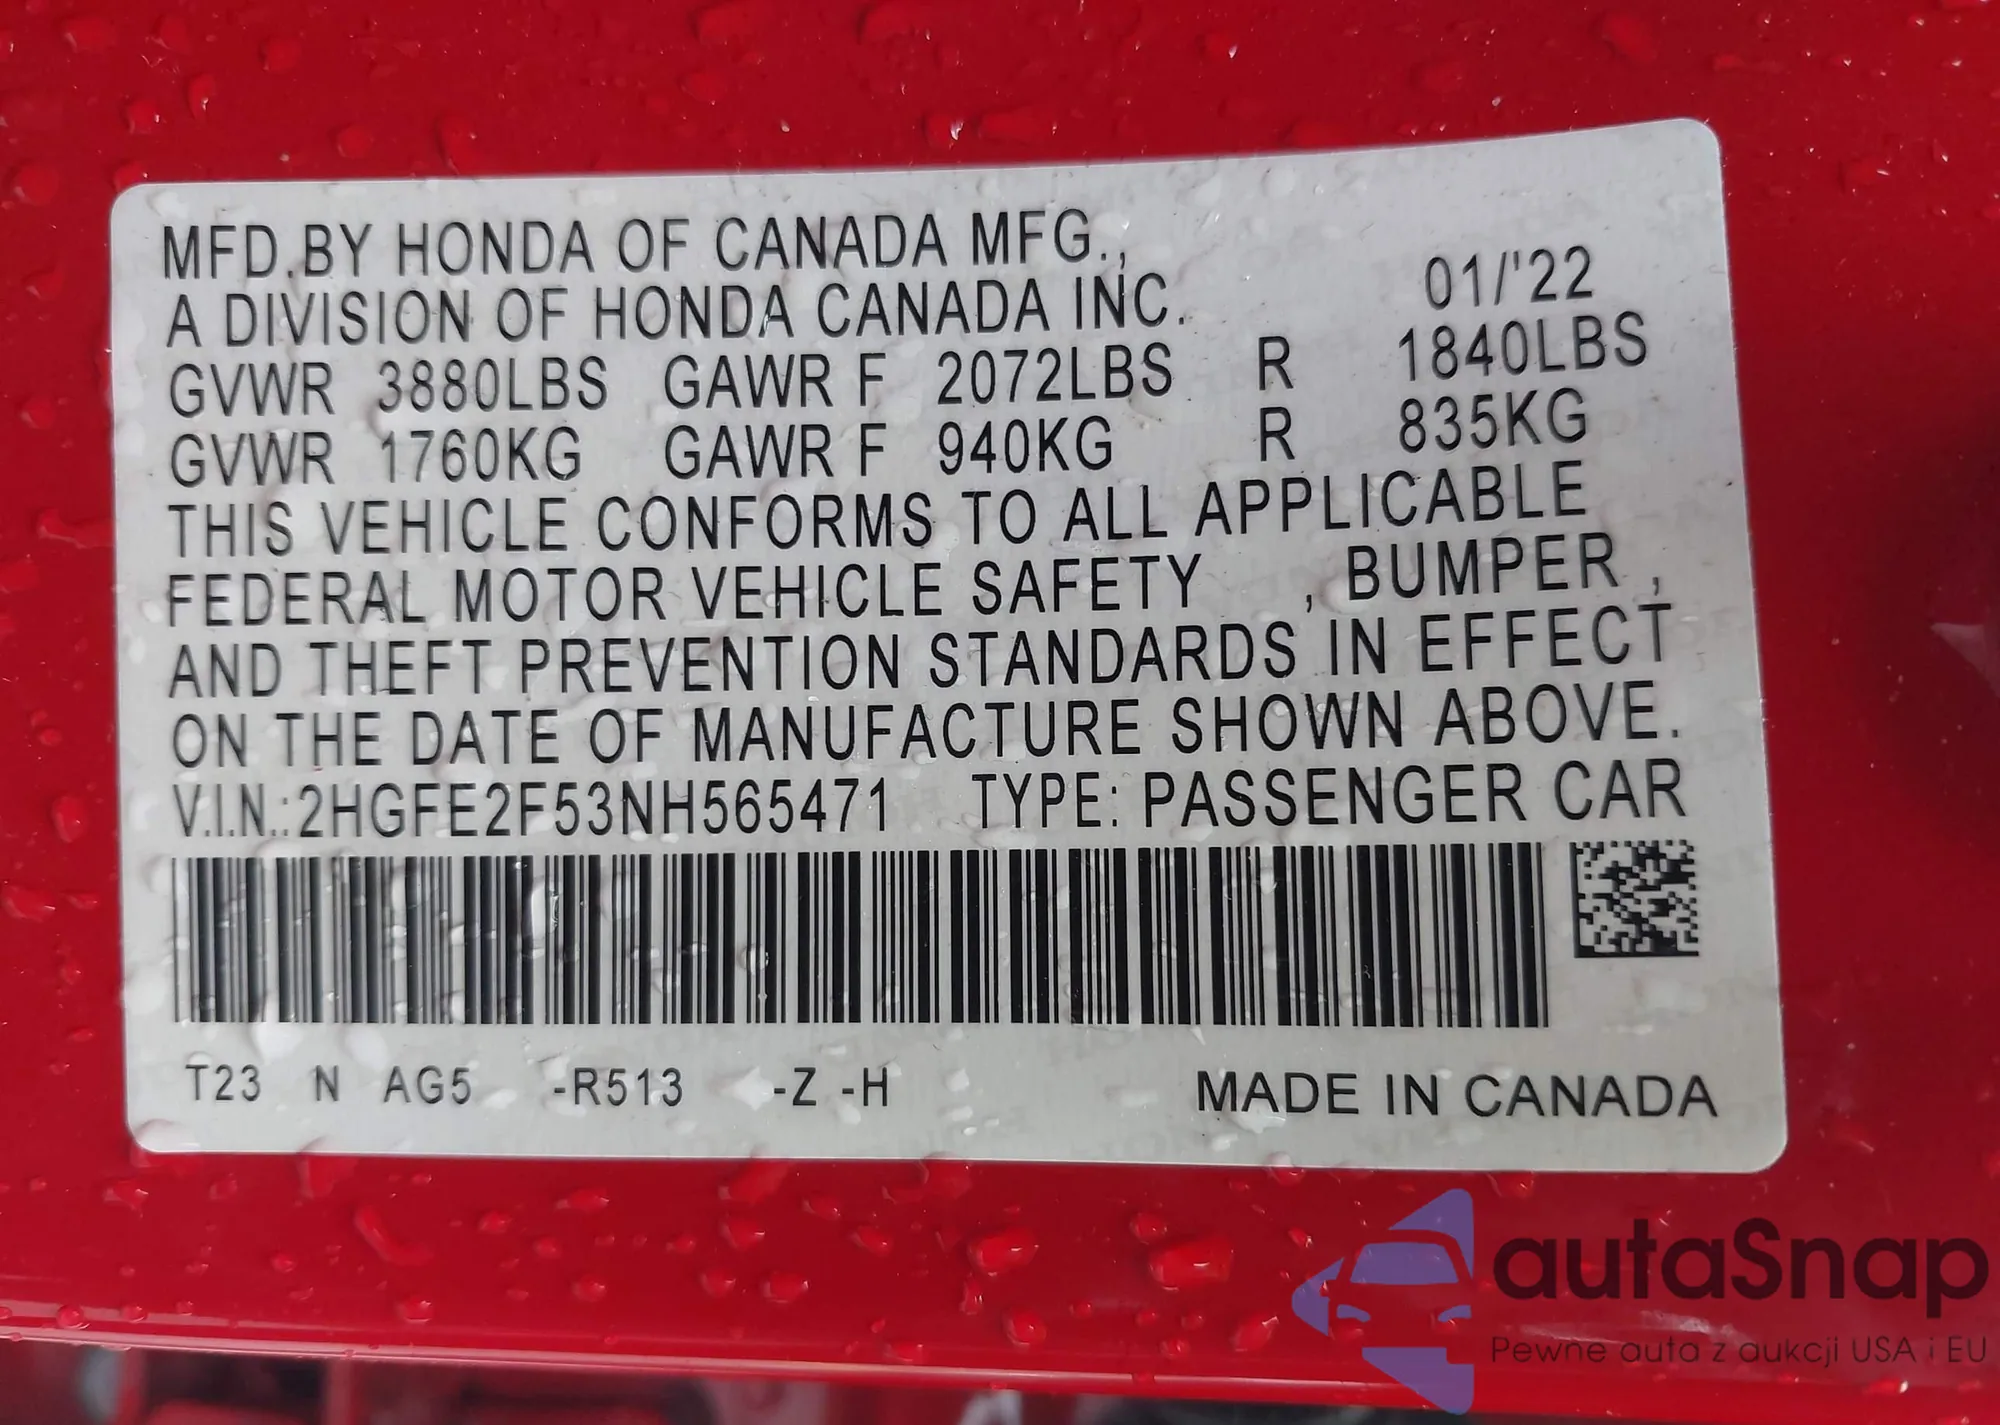 MFD.BY HONDA OF CANADA MFG.,
A DIVISION OF HONDA CANADA INC. 01/'22
GVWR 3880LBS GAWR F 2072LBS R 1840LBS
GVWR 1760KG GAWR F 940KG R 835KG
THIS VEHICLE CONFORMS TO ALL APPLICABLE
FEDERAL MOTOR VEHICLE SAFETY , BUMPER ,
AND THEFT PREVENTION STANDARDS IN EFFECT
ON THE DATE OF MANUFACTURE SHOWN ABOVE.
V.I.N.:2HGFE2F53NH565471 TYPE: PASSENGER CAR
T23 N AG5 -R513 -Z -H MADE IN CANADA
autaSnap
Pewne auta z aukcji USA i EU